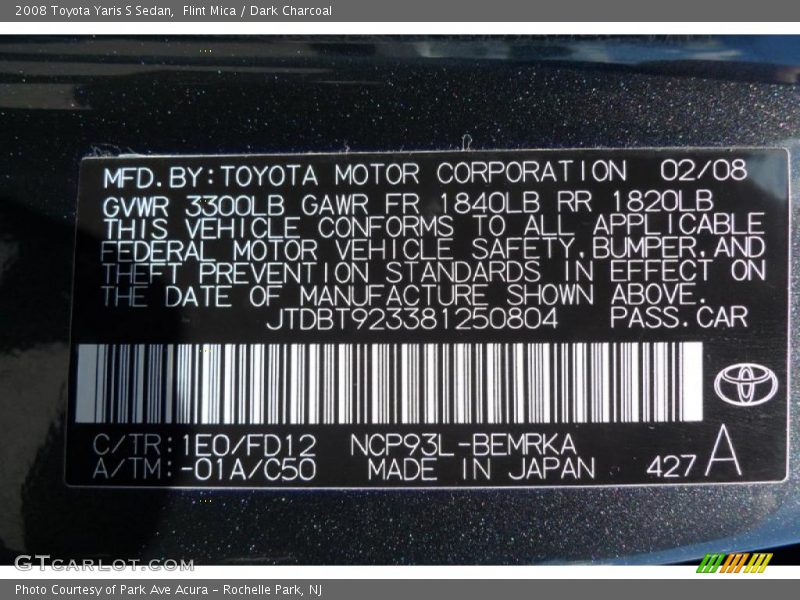 2008 Toyota Yaris S Sedan,  Flint Mica / Dark Charcoal
MFD.BY:TOYOTA MOTOR CORPORATION 02/08
GVWR 3300LB GAWR FR 1840LB RR 1820LB
THIS VEHICLE CONFORMS TO ALL APPLICABLE
FEDERAL MOTOR VEHICLE SAFETY,BUMPER,AND
THEFT PREVENTION STANDARDS IN EFFECT ON
THE DATE OF MANUFACTURE SHOWN ABOVE.
JTDBT923381250804 PASS.CAR
C/TR:1E0/FD12 NCP93L-BEMRKA
A/TM:-01A/C50 MADE IN JAPAN 427 A
GTCARLOT.COM
Photo Courtesy of Park Ave Acura - Rochelle Park, NJ